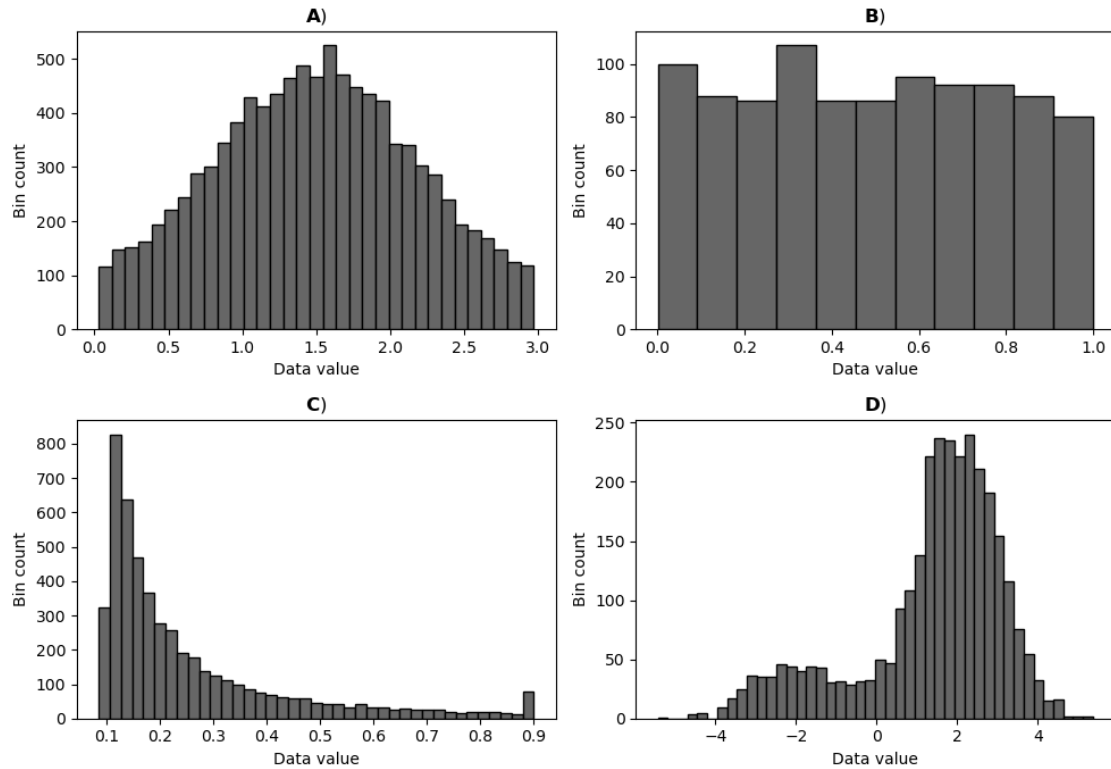 A)
Bin count
500
400
300
200
100
0
0.0 0.5 1.0 1.5 2.0 2.5 3.0
Data value
B)
Bin count
100
80
60
40
20
0
0.0 0.2 0.4 0.6 0.8 1.0
Data value
C)
Bin count
800
700
600
500
400
300
200
100
0
0.1 0.2 0.3 0.4 0.5 0.6 0.7 0.8 0.9
Data value
D)
Bin count
250
200
150
100
50
0
−4 −2 0 2 4
Data value